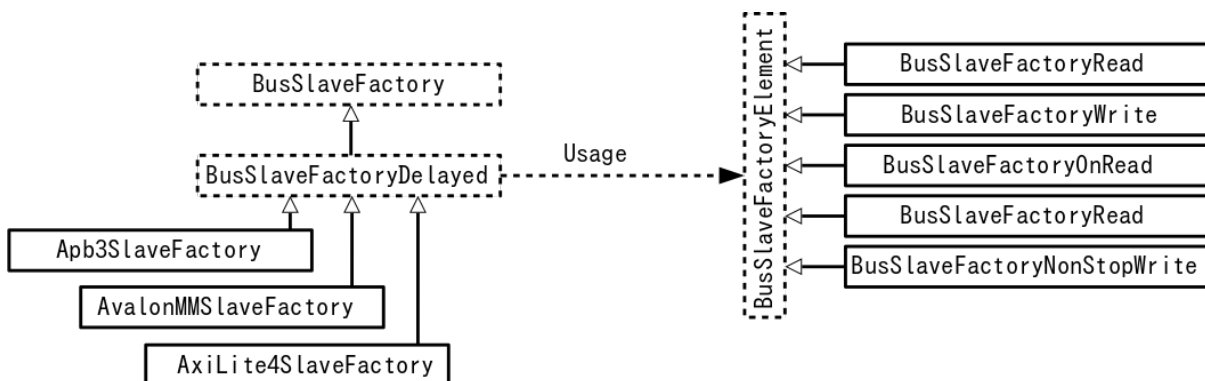 BusSlaveFactory
BusSlaveFactoryDelayed
Apb3SlaveFactory
AvalonMMSlaveFactory
AxiLite4SlaveFactory
Usage
BusSlaveFactoryElement
BusSlaveFactoryRead
BusSlaveFactoryWrite
BusSlaveFactoryOnRead
BusSlaveFactoryRead
BusSlaveFactoryNonStopWrite